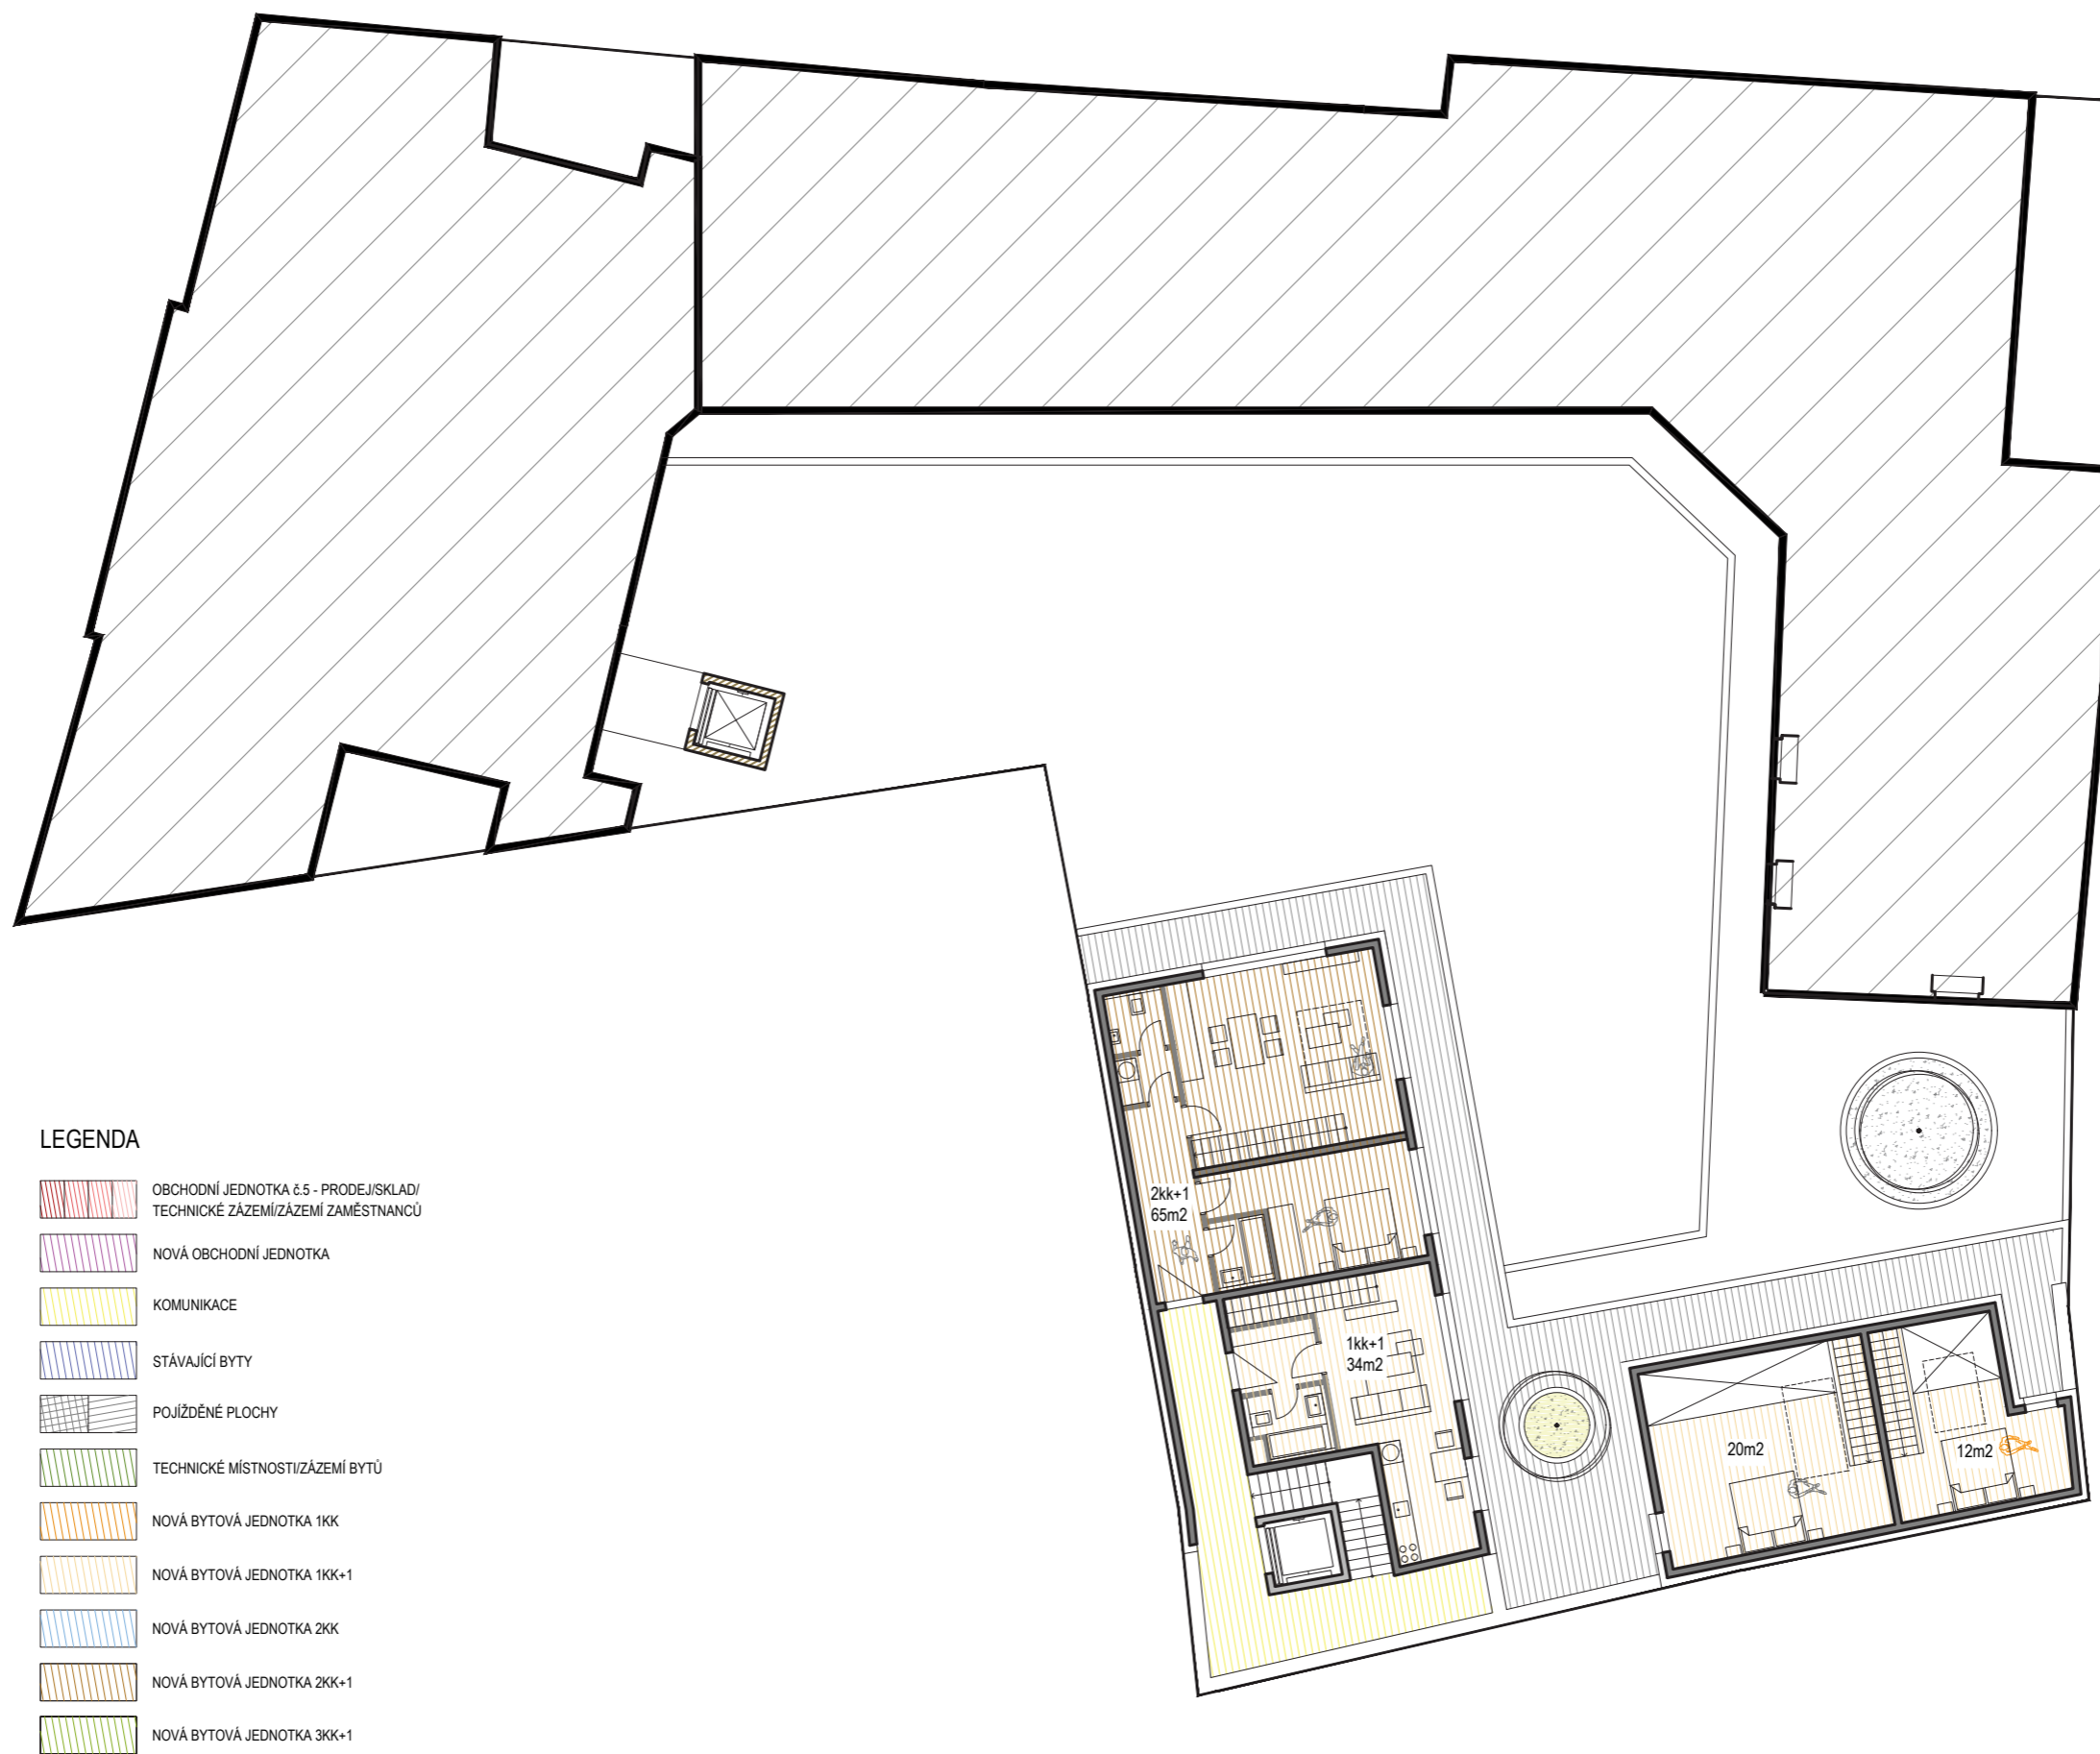 2kk+1
65m2
1kk+1
34m2
20m2
12m2
LEGENDA
OBCHODNÍ JEDNOTKA č.5 - PRODEJ/SKLAD/
TECHNICKÉ ZÁZEMÍ/ZÁZEMÍ ZAMĚSTNANCŮ
NOVÁ OBCHODNÍ JEDNOTKA
KOMUNIKACE
STÁVAJÍCÍ BYTY
POJÍŽDĚNÉ PLOCHY
TECHNICKÉ MÍSTNOSTI/ZÁZEMÍ BYTŮ
NOVÁ BYTOVÁ JEDNOTKA 1KK
NOVÁ BYTOVÁ JEDNOTKA 1KK+1
NOVÁ BYTOVÁ JEDNOTKA 2KK
NOVÁ BYTOVÁ JEDNOTKA 2KK+1
NOVÁ BYTOVÁ JEDNOTKA 3KK+1